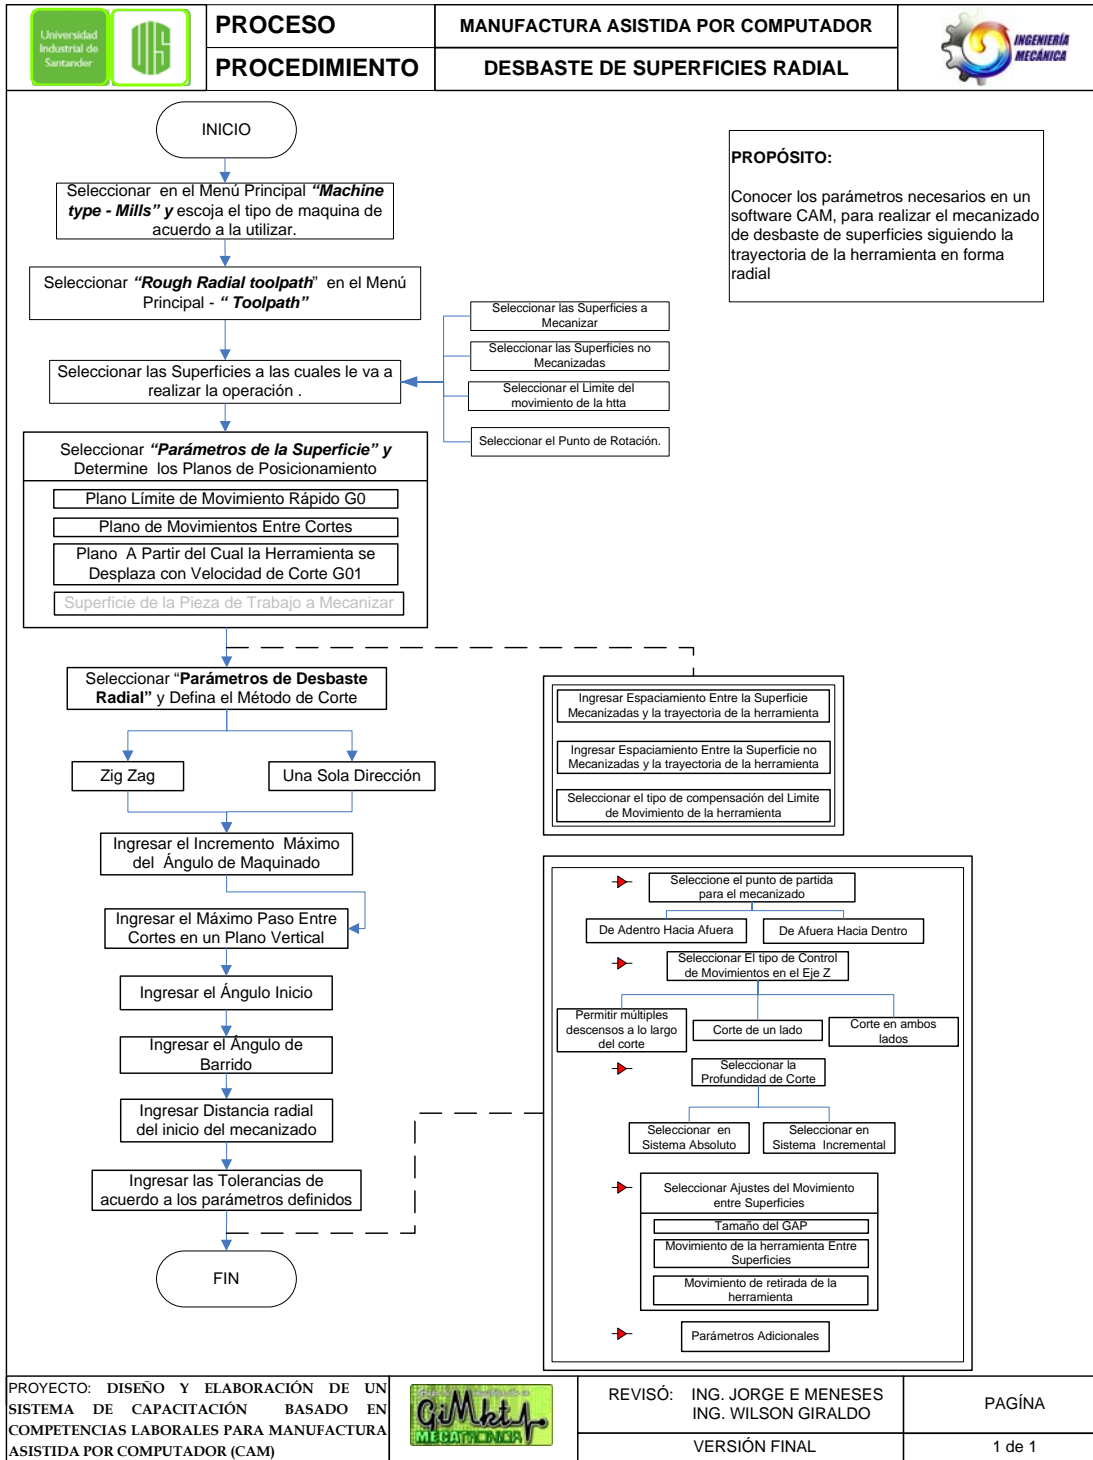 Universidad
Industrial de
Santander
UIS
PROCESO
MANUFACTURA ASISTIDA POR COMPUTADOR
PROCEDIMIENTO
DESBASTE DE SUPERFICIES RADIAL
INGENIERÍA
MECÁNICA
INICIO
PROPÓSITO:
Conocer los parámetros necesarios en un
software CAM, para realizar el mecanizado
de desbaste de superficies siguiendo la
trayectoria de la herramienta en forma
radial
Seleccionar en el Menú Principal “Machine
type - Mills” y escoja el tipo de maquina de
acuerdo a la utilizar.
Seleccionar “Rough Radial toolpath” en el Menú
Principal - “ Toolpath”
Seleccionar las Superficies a las cuales le va a
realizar la operación .
Seleccionar las Superficies a
Mecanizar
Seleccionar las Superficies no
Mecanizadas
Seleccionar el Limite del
movimiento de la htta
Seleccionar el Punto de Rotación.
Seleccionar “Parámetros de la Superficie” y
Determine los Planos de Posicionamiento
Plano Límite de Movimiento Rápido G0
Plano de Movimientos Entre Cortes
Plano A Partir del Cual la Herramienta se
Desplaza con Velocidad de Corte G01
Superficie de la Pieza de Trabajo a Mecanizar
Seleccionar “Parámetros de Desbaste
Radial” y Defina el Método de Corte
Zig Zag
Una Sola Dirección
Ingresar el Incremento Máximo
del Ángulo de Maquinado
Ingresar el Máximo Paso Entre
Cortes en un Plano Vertical
Ingresar el Ángulo Inicio
Ingresar el Ángulo de
Barrido
Ingresar Distancia radial
del inicio del mecanizado
Ingresar las Tolerancias de
acuerdo a los parámetros definidos
FIN
Ingresar Espaciamiento Entre la Superficie
Mecanizadas y la trayectoria de la herramienta
Ingresar Espaciamiento Entre la Superficie no
Mecanizadas y la trayectoria de la herramienta
Seleccionar el tipo de compensación del Limite
de Movimiento de la herramienta
Seleccione el punto de partida
para el mecanizado
De Adentro Hacia Afuera
De Afuera Hacia Dentro
Seleccionar El tipo de Control
de Movimientos en el Eje Z
Permitir múltiples
descensos a lo largo
del corte
Corte de un lado
Corte en ambos
lados
Seleccionar la
Profundidad de Corte
Seleccionar en
Sistema Absoluto
Seleccionar en
Sistema Incremental
Seleccionar Ajustes del Movimiento
entre Superficies
Tamaño del GAP
Movimiento de la herramienta Entre
Superficies
Movimiento de retirada de la
herramienta
Parámetros Adicionales
PROYECTO: DISEÑO Y ELABORACIÓN DE UN
SISTEMA DE CAPACITACIÓN BASADO EN
COMPETENCIAS LABORALES PARA MANUFACTURA
ASISTIDA POR COMPUTADOR (CAM)
MECATRONICA
REVISÓ: ING. JORGE E MENESES
ING. WILSON GIRALDO
VERSIÓN FINAL
PAGÍNA
1 de 1